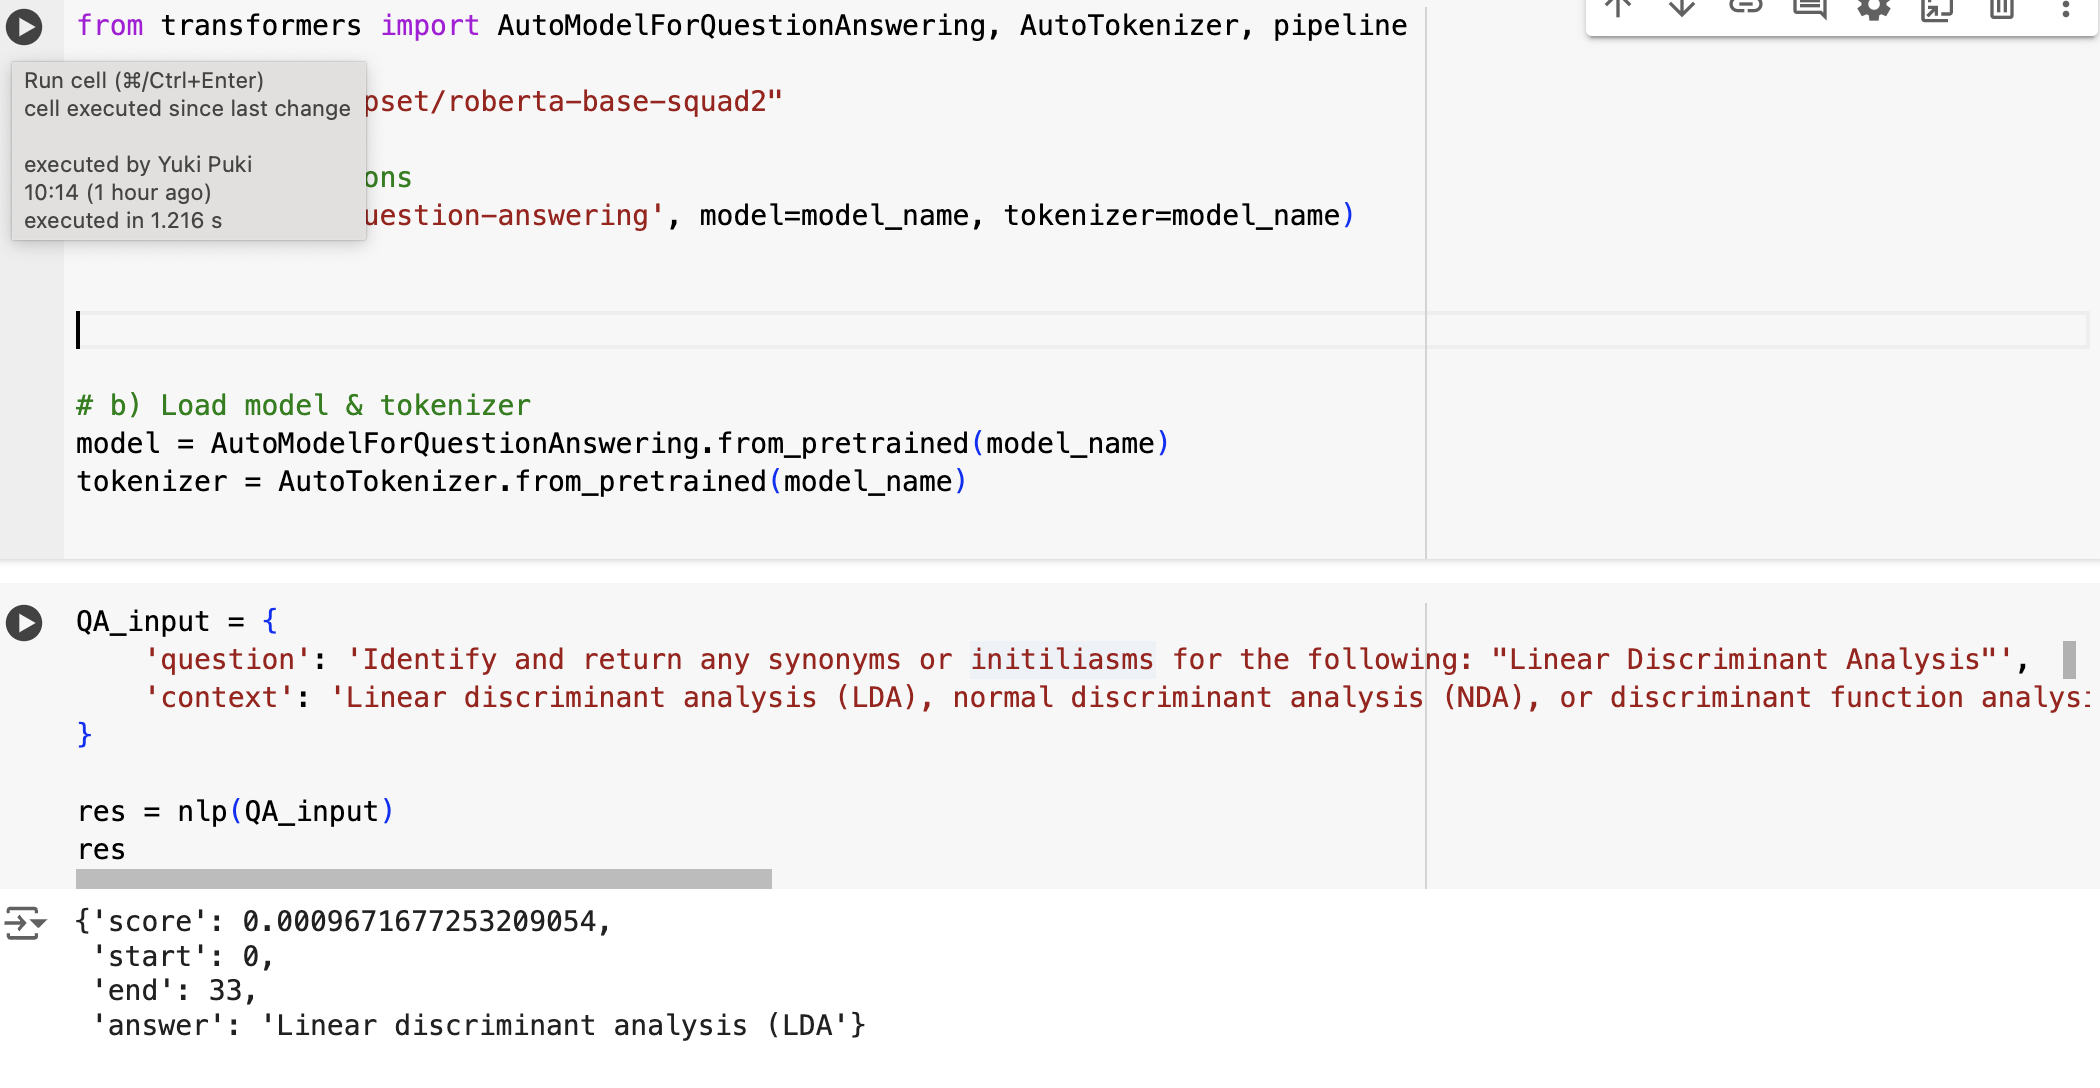 from transformers import AutoModelForQuestionAnswering, AutoTokenizer, pipeline
Run cell (⌘/Ctrl+Enter)
cell executed since last change
pset/roberta-base-squad2"
executed by Yuki Puki
ons
10:14 (1 hour ago)
uestion-answering', model=model_name, tokenizer=model_name)
executed in 1.216 s
# b) Load model & tokenizer
model = AutoModelForQuestionAnswering.from_pretrained(model_name)
tokenizer = AutoTokenizer.from_pretrained(model_name)
QA_input = {
'question': 'Identify and return any synonyms or initiliasms for the following: "Linear Discriminant Analysis"',
'context': 'Linear discriminant analysis (LDA), normal discriminant analysis (NDA), or discriminant function analys
}
res = nlp(QA_input)
res
{'score': 0.0009671677253209054,
'start': 0,
'end': 33,
'answer': 'Linear discriminant analysis (LDA'}